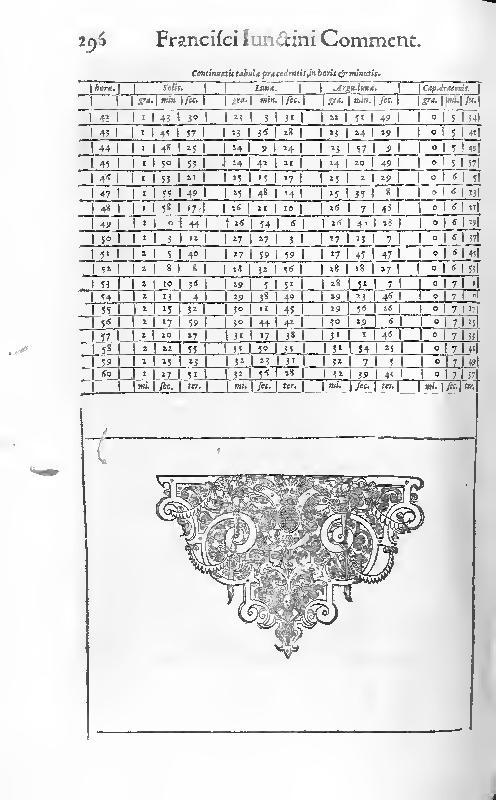 296 Francisci Iunctini Comment.
Continuatio tabulæ præcedentis, in horis & minutis.
horæ. Solis. Lunæ. Argu. lunæ. Cap. draconis.
gra. min. sec. gra. min. sec. gra. min. sec. gra. mi. se.
42 1 43 30 23 3 31 22 51 49 0 5 34
43 1 45 57 23 36 28 23 24 29 0 5 42
44 1 48 25 24 9 24 23 57 9 0 5 49
45 1 50 53 24 42 21 24 29 49 0 5 57
46 1 53 21 25 15 17 25 2 29 0 6 5
47 1 55 49 25 48 14 25 35 8 0 6 13
48 1 58 17 26 21 10 26 7 48 0 6 21
49 2 0 44 26 54 6 26 40 28 0 6 29
50 2 3 12 27 27 3 27 13 7 0 6 37
51 2 5 40 27 59 59 27 45 47 0 6 45
52 2 8 8 28 32 56 28 18 27 0 6 53
53 2 10 36 29 5 52 28 51 7 0 7
54 2 13 4 29 38 49 29 23 46 0 7
55 2 15 32 30 11 45 29 56 26 0 7 17
56 2 17 59 30 44 42 30 29 6 0 7 25
57 2 20 27 31 17 38 31 1 46 0 7 33
58 2 22 55 31 50 35 31 34 25 0 7 41
59 2 25 23 32 23 31 32 7 5 0 7 49
60 2 27 51 32 56 28 32 39 45 0 7 57
mi. sec. ter. mi. sec. ter. mi. sec. ter. mi. sec. ter.